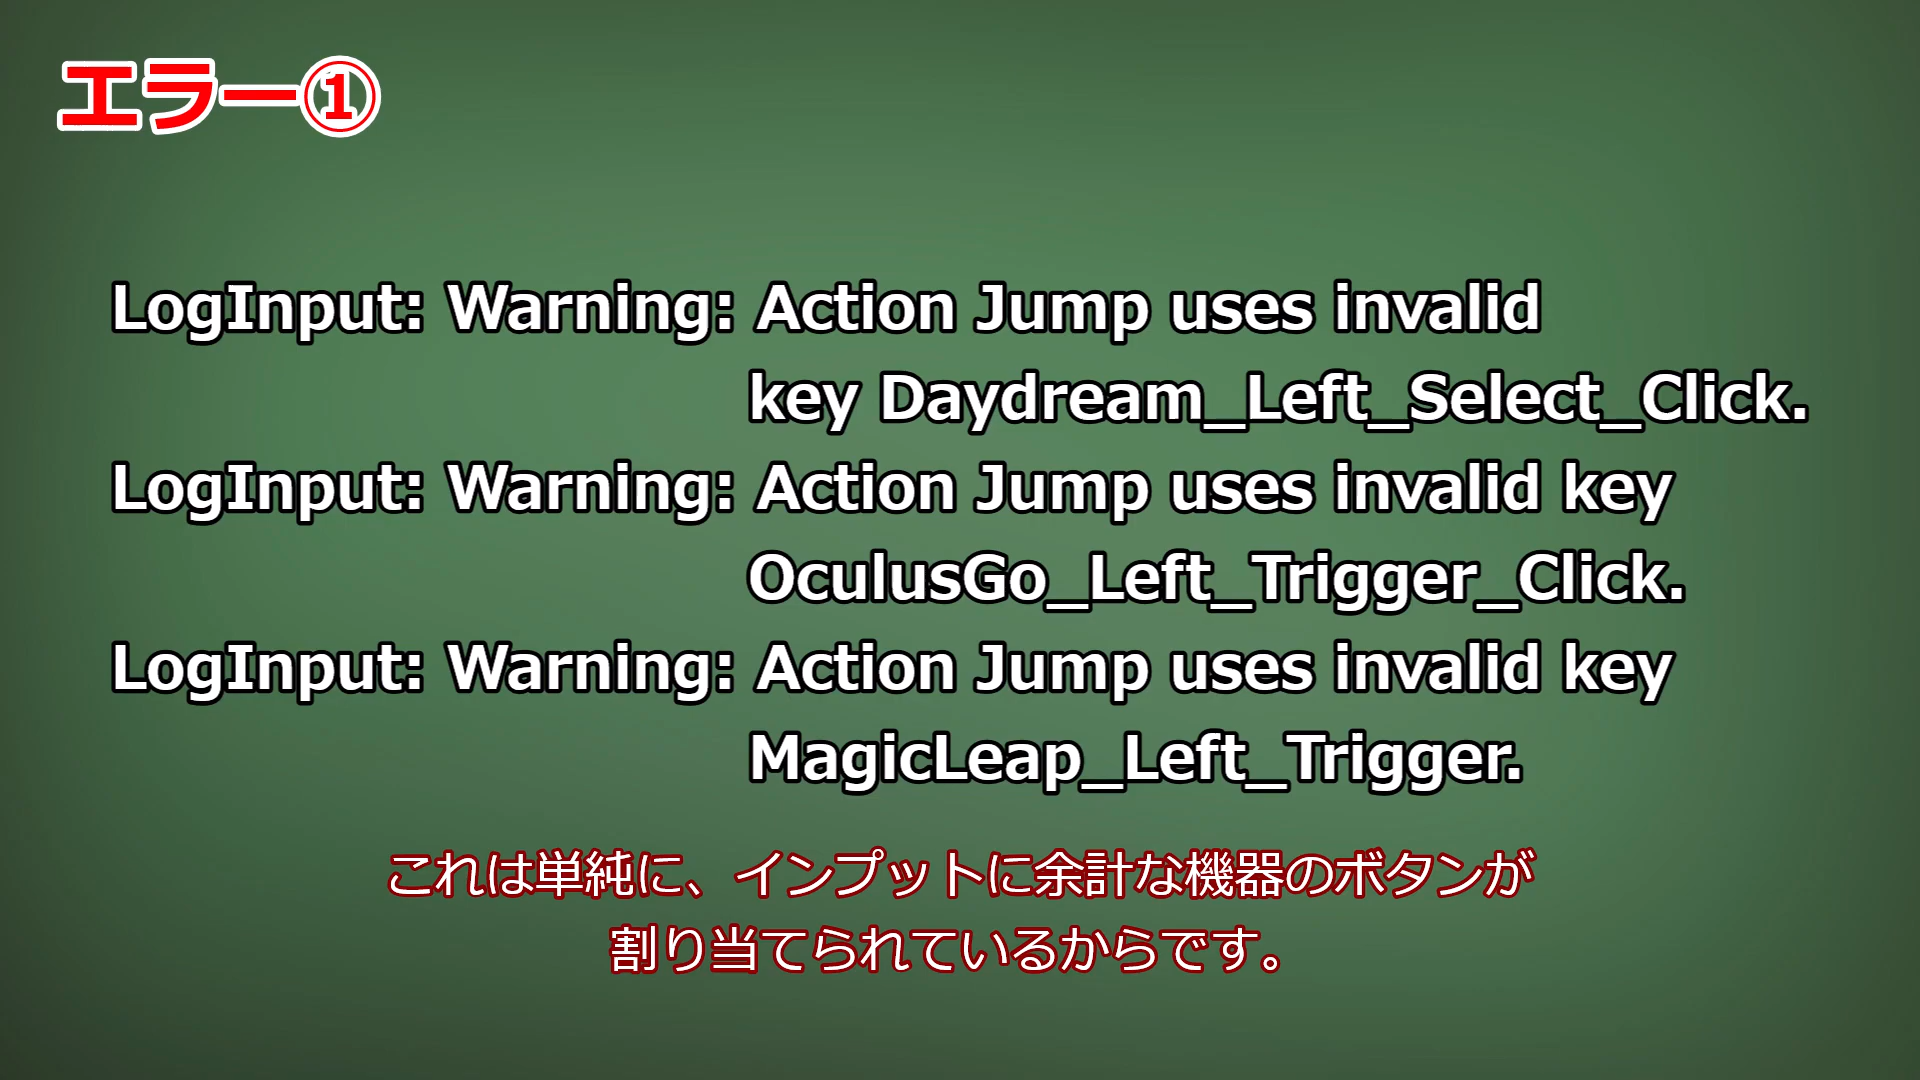 エラー①
LogInput: Warning: Action Jump uses invalid
key Daydream_Left_Select_Click.
LogInput: Warning: Action Jump uses invalid key
OculusGo_Left_Trigger_Click.
LogInput: Warning: Action Jump uses invalid key
MagicLeap_Left_Trigger.
これは単純に、インプットに余計な機器のボタンが
割り当てられているからです。